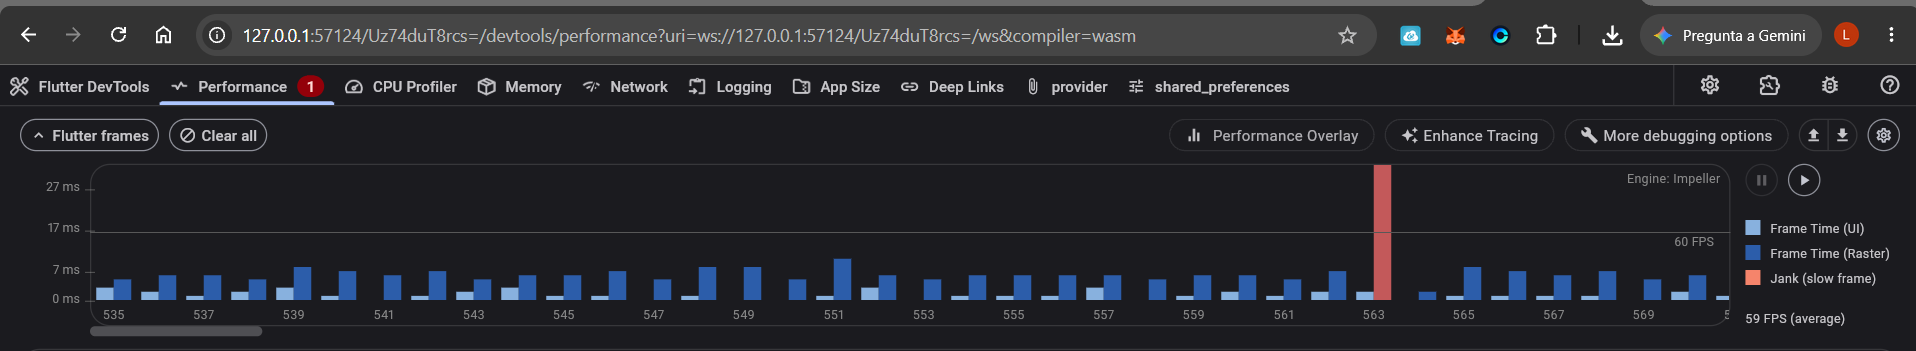 127.0.0.1:57124/Uz74duT8rcs=/devtools/performance?uri=ws://127.0.0.1:57124/Uz74duT8rcs=/ws&compiler=wasm Pregunta a Gemini L
Flutter DevTools Performance 1 CPU Profiler Memory Network Logging App Size Deep Links provider shared_preferences
Flutter frames Clear all Performance Overlay Enhance Tracing More debugging options
27 ms Engine: Impeller
17 ms Frame Time (UI)
60 FPS
Frame Time (Raster)
7 ms Jank (slow frame)
0 ms
535 537 539 541 543 545 547 549 551 553 555 557 559 561 563 565 567 569 5
59 FPS (average)